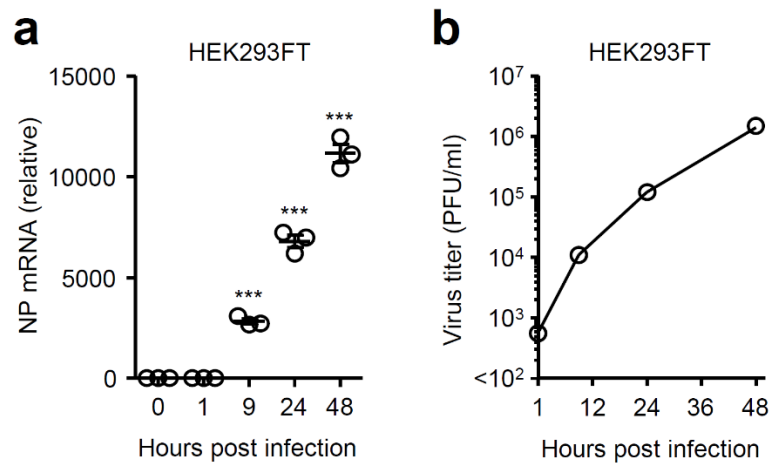 a
HEK293FT
15000
10000
5000
0
NP mRNA (relative)
***
***
***
0 1 9 24 48
Hours post infection
b
HEK293FT
10⁷
10⁶
10⁵
10⁴
10³
<10²
Virus titer (PFU/ml)
1 12 24 36 48
Hours post infection